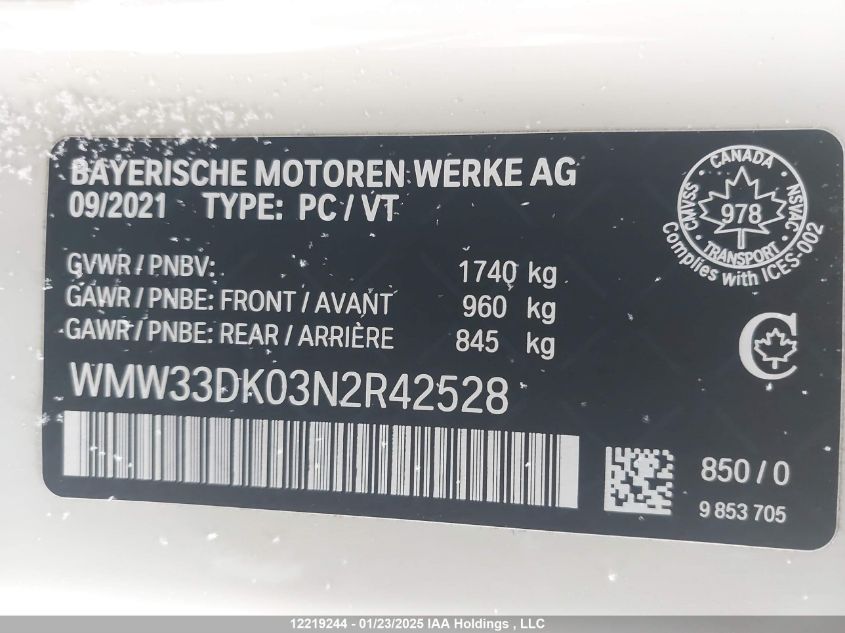 BAYERISCHE MOTOREN WERKE AG
09/2021 TYPE: PC / VT
GVWR / PNBV: 1740 kg
GAWR / PNBE: FRONT / AVANT 960 kg
GAWR / PNBE: REAR / ARRIÈRE 845 kg
WMW33DK03N2R42528
CANADA
CMVSS 978 NSVAC
TRANSPORT
Complies with ICES-002
C
850 / 0
9 853 705
12219244 - 01/23/2025 IAA Holdings , LLC